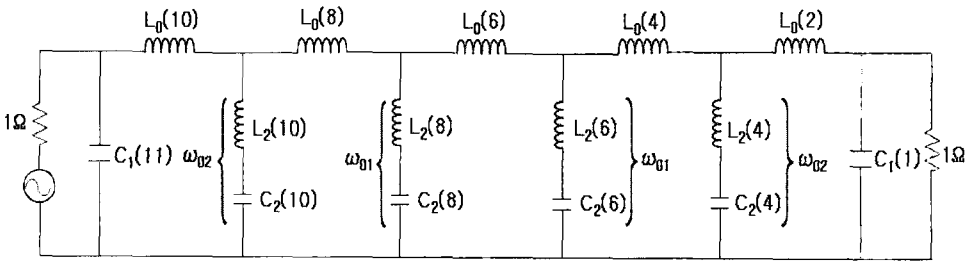 L₀(10) L₀(8) L₀(6) L₀(4) L₀(2)
1Ω C₁(11) ω₀₂ L₂(10) ω₀₁ L₂(8) L₂(6) ω₀₁ L₂(4) ω₀₂ C₁(1) 1Ω
C₂(10) C₂(8) C₂(6) C₂(4)